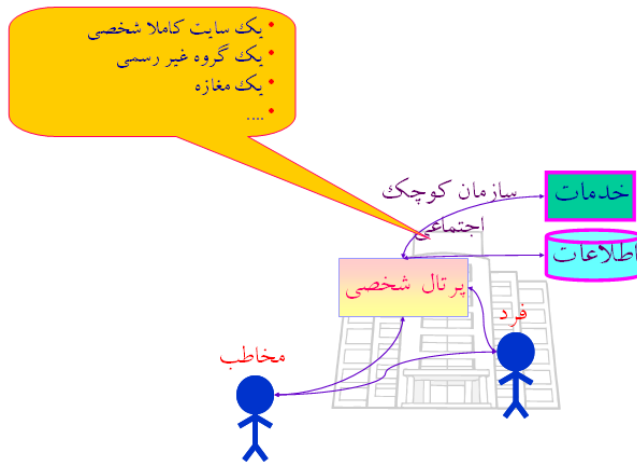 • یک سایت کاملا شخصی
• یک گروه غیر رسمی
• یک مغازه
• ....
سازمان کوچک
اجتماعی
خدمات
اطلاعات
پرتال شخصی
فرد
مخاطب